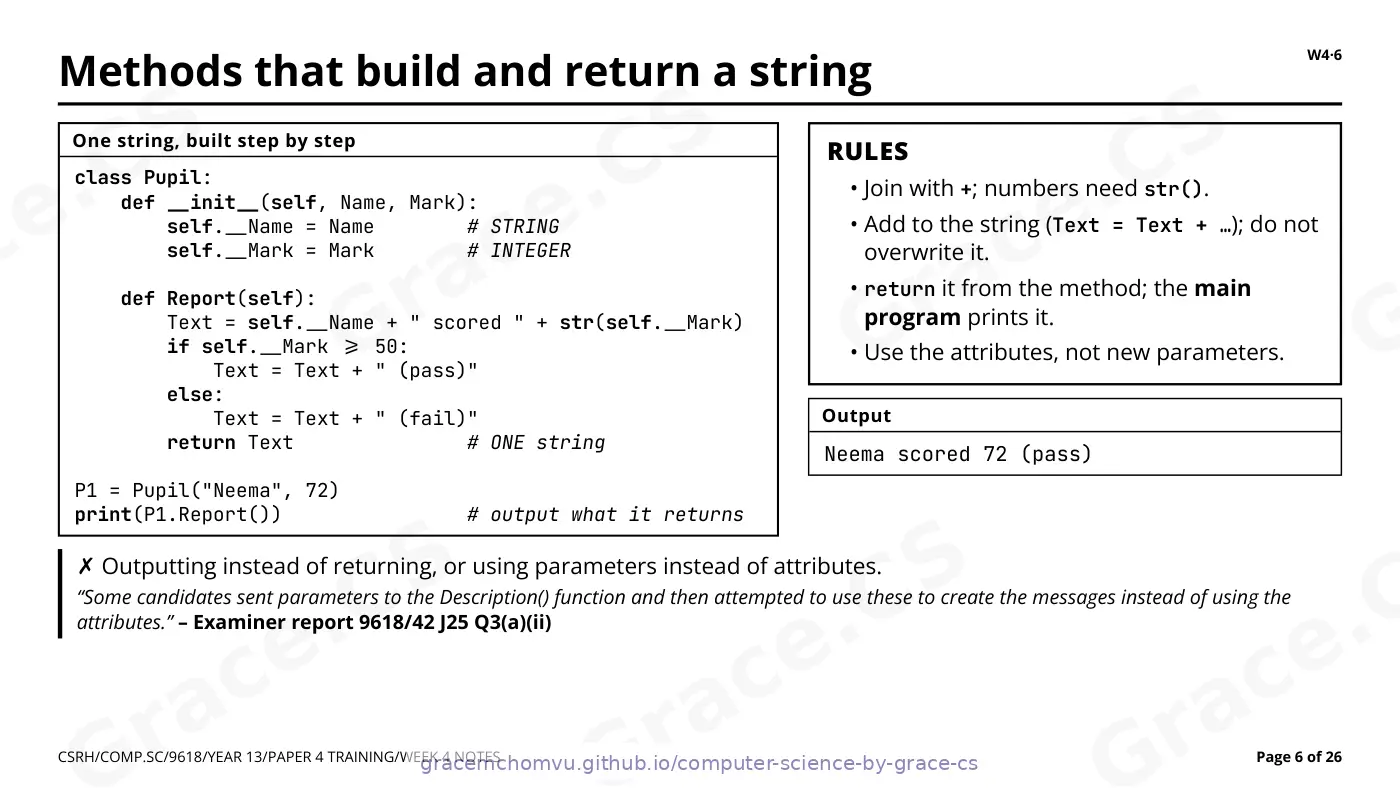 Methods that build and return a string
W4·6
One string, built step by step
class Pupil:
    def __init__(self, Name, Mark):
        self.__Name = Name        # STRING
        self.__Mark = Mark        # INTEGER

    def Report(self):
        Text = self.__Name + " scored " + str(self.__Mark)
        if self.__Mark >= 50:
            Text = Text + " (pass)"
        else:
            Text = Text + " (fail)"
        return Text               # ONE string

P1 = Pupil("Neema", 72)
print(P1.Report())                # output what it returns
RULES
• Join with +; numbers need str().
• Add to the string (Text = Text + …); do not
overwrite it.
• return it from the method; the main
program prints it.
• Use the attributes, not new parameters.
Output
Neema scored 72 (pass)
✗ Outputting instead of returning, or using parameters instead of attributes.
“Some candidates sent parameters to the Description() function and then attempted to use these to create the messages instead of using the
attributes.” – Examiner report 9618/42 J25 Q3(a)(ii)
CSRH/COMP.SC/9618/YEAR 13/PAPER 4 TRAINING/WEEK 4 NOTES
gracemchomvu.github.io/computer-science-by-grace-cs
Page 6 of 26
Grace.CS